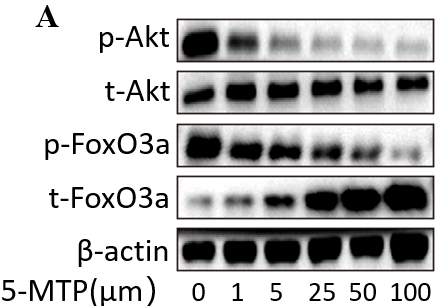 A
p-Akt
t-Akt
p-FoxO3a
t-FoxO3a
β-actin
5-MTP(μm) 0 1 5 25 50 100